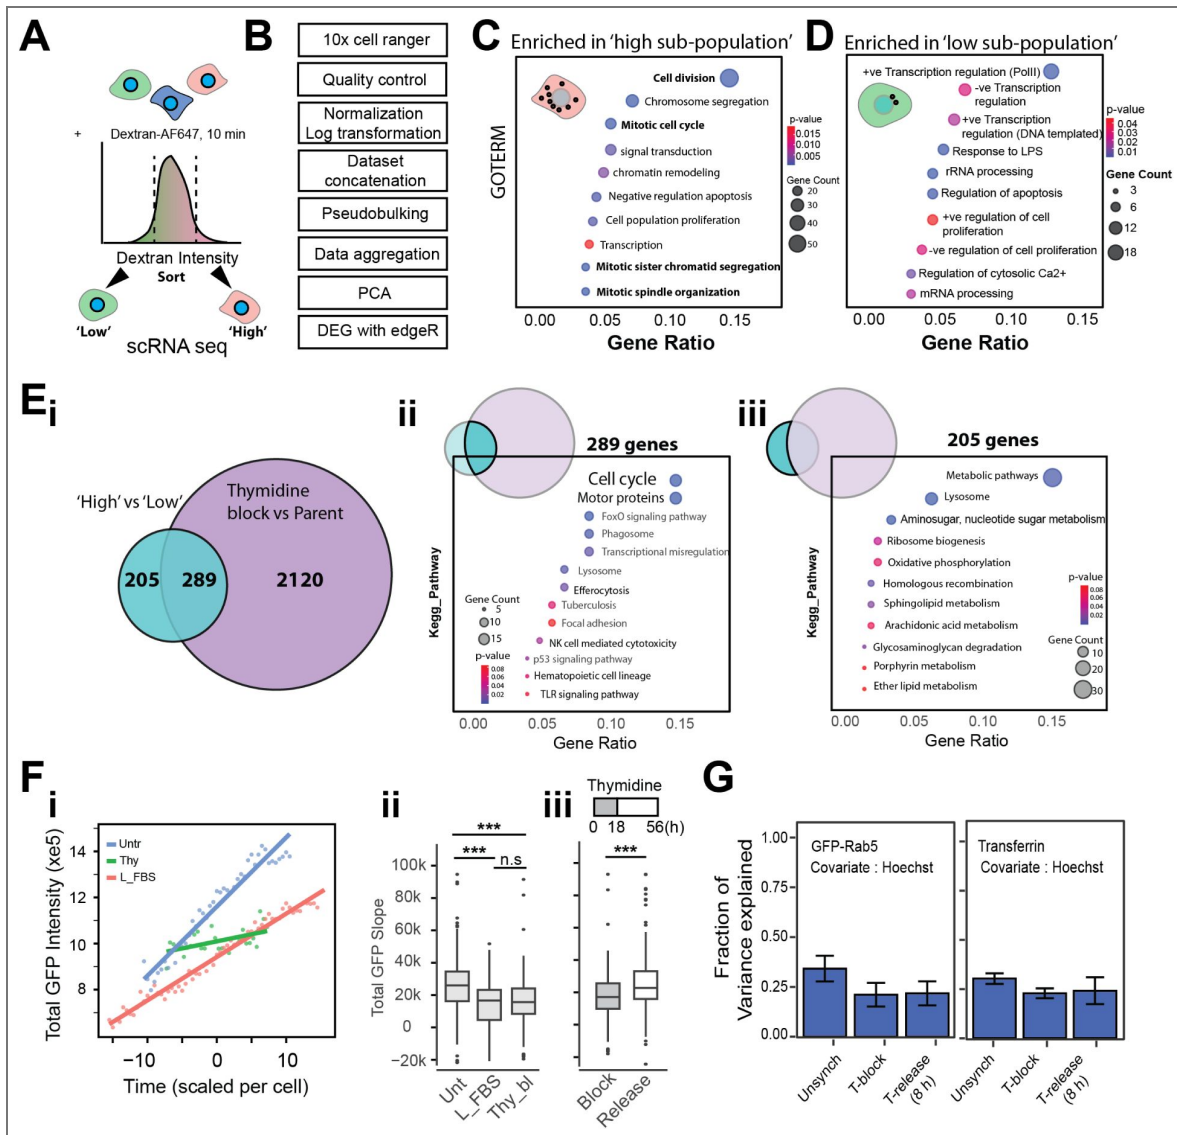 A
+
Dextran-AF647, 10 min
Dextran Intensity
Sort
'Low'
'High'
scRNA seq
B
10x cell ranger
Quality control
Normalization
Log transformation
Dataset
concatenation
Pseudobulking
Data aggregation
PCA
DEG with edgeR
C
Enriched in 'high sub-population'
GOTERM
Cell division
Chromosome segregation
Mitotic cell cycle
signal transduction
chromatin remodeling
Negative regulation apoptosis
Cell population proliferation
Transcription
Mitotic sister chromatid segregation
Mitotic spindle organization
p-value
0.015
0.010
0.005
Gene Count
20
30
40
50
0.00 0.05 0.10 0.15
Gene Ratio
D
Enriched in 'low sub-population'
+ve Transcription regulation (PolII)
-ve Transcription
regulation
+ve Transcription
regulation (DNA templated)
Response to LPS
rRNA processing
Regulation of apoptosis
+ve regulation of cell
proliferation
-ve regulation of cell proliferation
Regulation of cytosolic Ca2+
mRNA processing
p-value
0.04
0.03
0.02
0.01
Gene Count
3
6
12
18
0.00 0.05 0.10 0.15
Gene Ratio
E
i
'High' vs 'Low'
Thymidine
block vs Parent
205 289 2120
ii
289 genes
Kegg_Pathway
Cell cycle
Motor proteins
FoxO signaling pathway
Phagosome
Transcriptional misregulation
Lysosome
Efferocytosis
Tuberculosis
Focal adhesion
NK cell mediated cytotoxicity
p53 signaling pathway
Hematopoietic cell lineage
TLR signaling pathway
Gene Count
5
10
15
p-value
0.08
0.06
0.04
0.02
0.00 0.05 0.10 0.15
Gene Ratio
iii
205 genes
Kegg_Pathway
Metabolic pathways
Lysosome
Aminosugar, nucleotide sugar metabolism
Ribosome biogenesis
Oxidative phosphorylation
Homologous recombination
Sphingolipid metabolism
Arachidonic acid metabolism
Glycosaminoglycan degradation
Porphyrin metabolism
Ether lipid metabolism
p-value
0.08
0.06
0.04
0.02
Gene Count
10
20
30
0.00 0.05 0.10 0.15
Gene Ratio
F
i
Total GFP Intensity (xe5)
14
12
10
8
Untr
Thy
L_FBS
−10 0 10
Time (scaled per cell)
ii
***
***
n.s
Total GFP Slope
100k
80k
60k
40k
20k
0
−20k
Unt
L_FBS
Thy_bl
iii
Thymidine
0 18 56(h)
***
Block
Release
G
Fraction of
Variance explained
1.00
0.75
0.50
0.25
0.00
GFP-Rab5
Covariate : Hoechst
Unsynch
T-block
T-release
(8 h)
Transferrin
Covariate : Hoechst
Unsynch
T-block
T-release
(8 h)